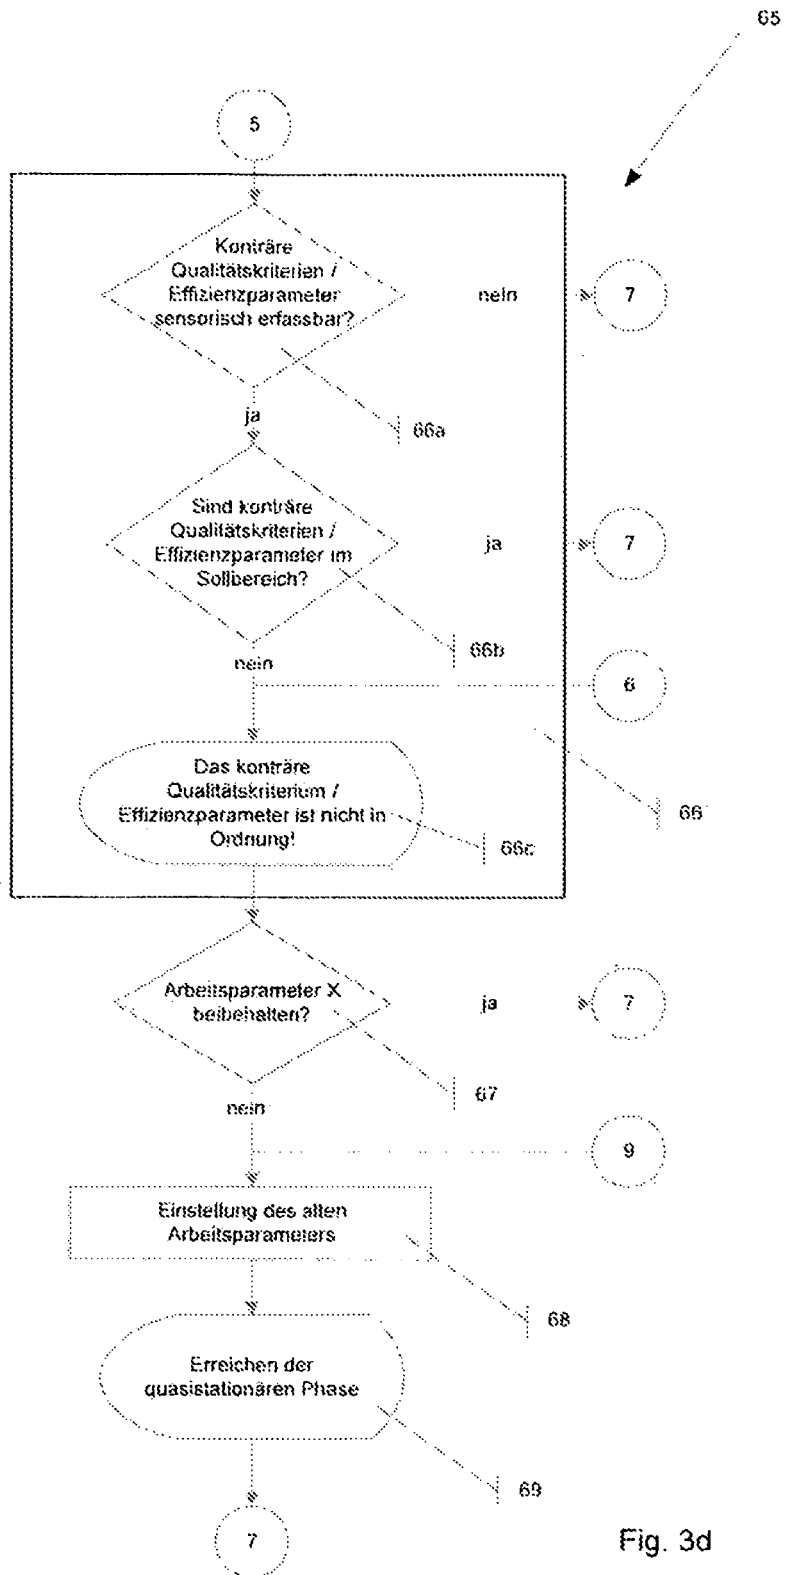 65
5
Konträre
Qualitätskriterien /
Effizienzparameter
sensorisch erfassbar?
nein
7
ja
66a
Sind konträre
Qualitätskriterien /
Effizienzparameter im
Sollbereich?
ja
7
66b
nein
6
Das konträre
Qualitätskriterium /
Effizienzparameter ist nicht in
Ordnung!
66
66c
Arbeitsparameter X
beibehalten?
ja
7
67
nein
9
Einstellung des alten
Arbeitsparameters
68
Erreichen der
quasistationären Phase
69
7
Fig. 3d